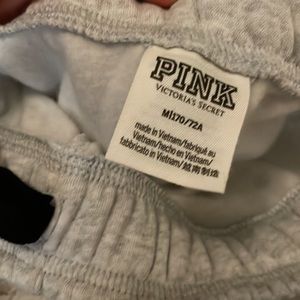 PINK
VICTORIA'S SECRET
M|170/72A
made in Vietnam/fabriqué au
Vietnam/hecho en Vietnam/
fabbricato in Vietnam/越南制造